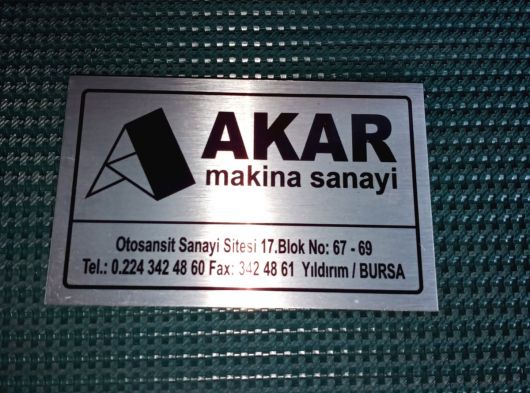 AKAR
makina sanayi
Otosansit Sanayi Sitesi 17.Blok No: 67 - 69
Tel.: 0.224 342 48 60 Fax: 342 48 61 Yıldırım / BURSA